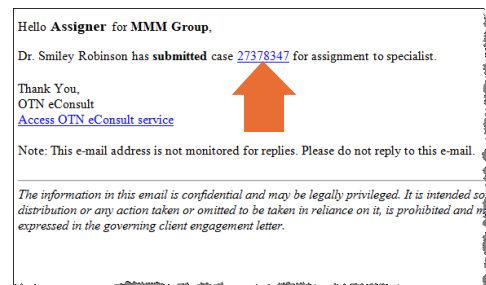 Hello Assigner for MMM Group,
Dr. Smiley Robinson has submitted case 27378347 for assignment to specialist.
Thank You,
OTN eConsult
Access OTN eConsult service
Note: This e-mail address is not monitored for replies. Please do not reply to this e-mail.
The information in this email is confidential and may be legally privileged. It is intended so
distribution or any action taken or omitted to be taken in reliance on it, is prohibited and m
expressed in the governing client engagement letter.